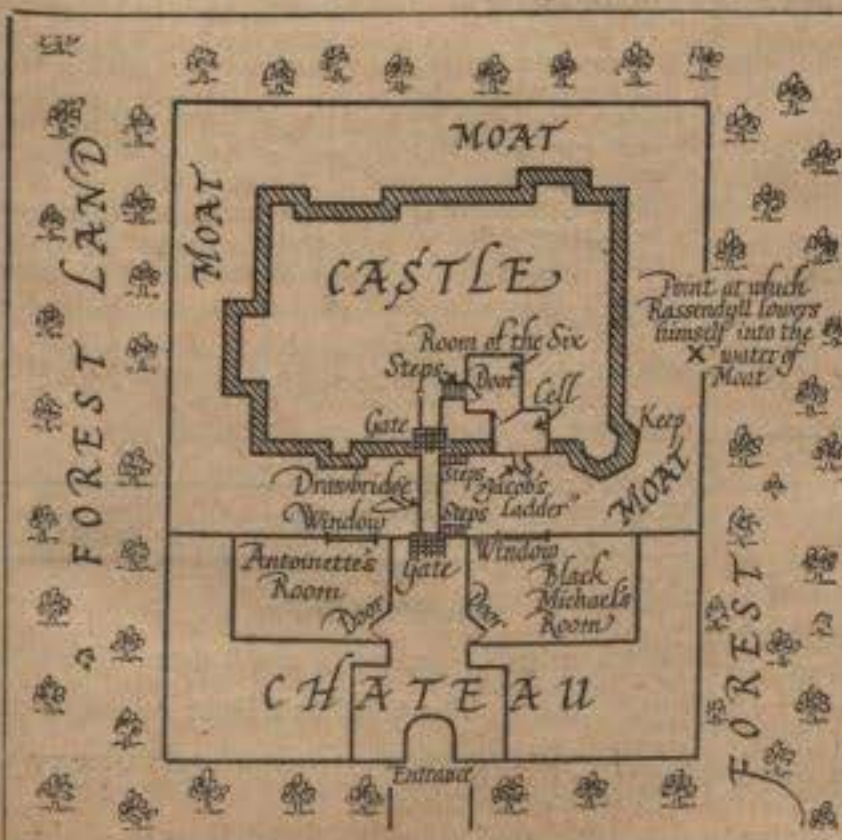 MOAT
MOAT
FOREST LAND
CASTLE
Point at which
Rassendyll lowers
himself into the
X water of
Moat
Room of the Six
Steps
Door
Cell
Gate
Keep
Drawbridge
Steps
"Jacob's
Ladder"
MOAT
Window
Steps
Antoinette's
Room
Gate
Window
Black
Michael's
Room
Door
Door
CHATEAU
FOREST
Entrance